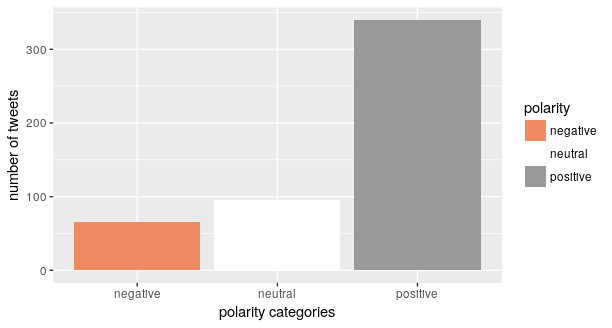 number of tweets
300
200
100
0
negative neutral positive
polarity categories
polarity
negative
neutral
positive